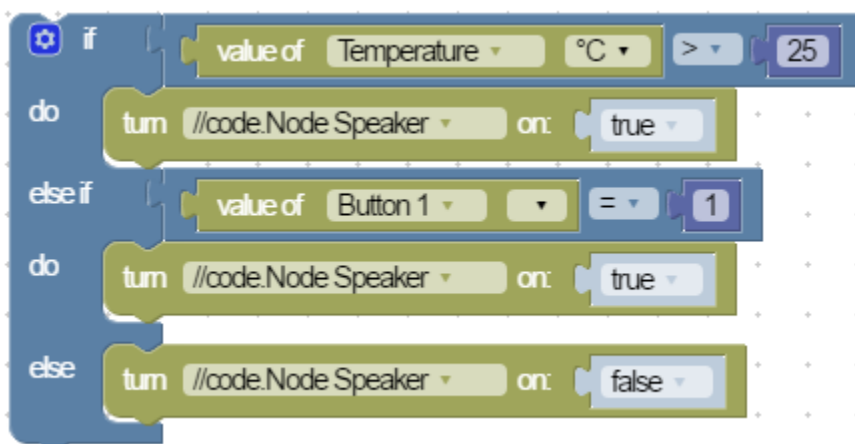 if value of Temperature °C > 25
do turn //code.Node Speaker on: true
else if value of Button 1 = 1
do turn //code.Node Speaker on: true
else turn //code.Node Speaker on: false